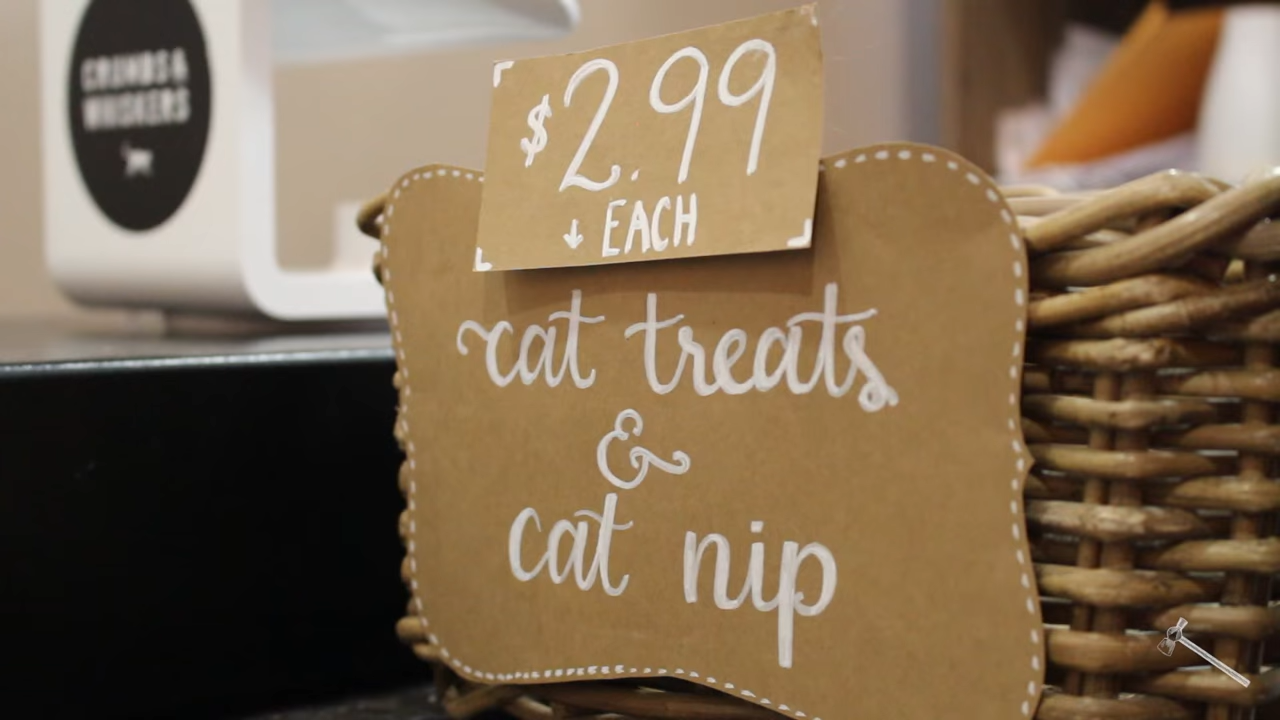 CRUMBS &
WHISKERS
$2.99
↓ EACH
cat treats
&
cat nip